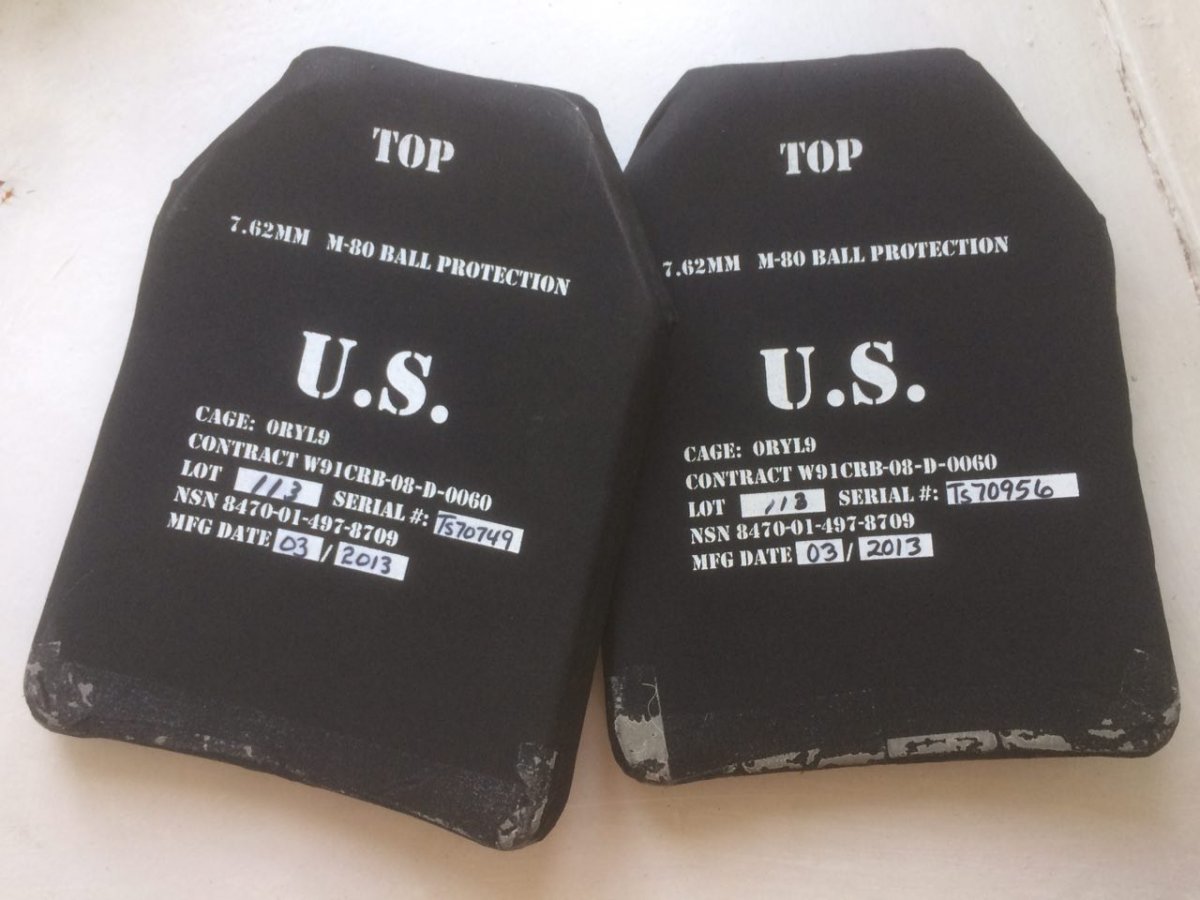 TOP
7.62MM M-80 BALL PROTECTION
U.S.
CAGE: 0RYL9
CONTRACT W91CRB-08-D-0060
LOT 113 SERIAL #: Ts70749
NSN 8470-01-497-8709
MFG DATE 03 / 2013
TOP
7.62MM M-80 BALL PROTECTION
U.S.
CAGE: 0RYL9
CONTRACT W91CRB-08-D-0060
LOT 113 SERIAL #: Ts70956
NSN 8470-01-497-8709
MFG DATE 03 / 2013